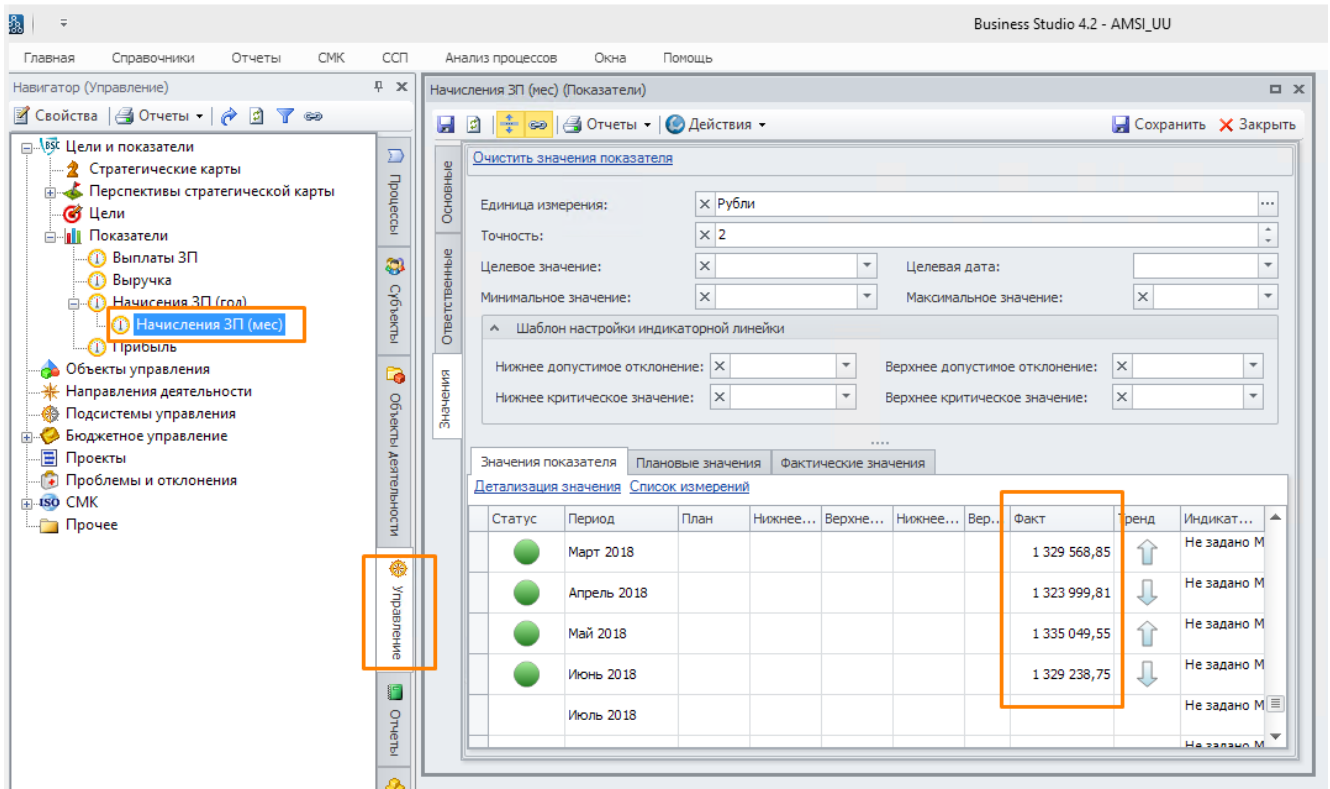 Business Studio 4.2 - AMSI_UU
Главная Справочники Отчеты СМК ССП Анализ процессов Окна Помощь
Навигатор (Управление)
Свойства Отчеты
BSC Цели и показатели
Стратегические карты
Перспективы стратегической карты
Цели
Показатели
Выплаты ЗП
Выручка
Начисения ЗП (год)
Начисления ЗП (мес)
Прибыль
Объекты управления
Направления деятельности
Подсистемы управления
Бюджетное управление
Проекты
Проблемы и отклонения
ISO СМК
Прочее
Процессы
Субъекты
Объекты деятельности
Управление
Отчеты
Начисления ЗП (мес) (Показатели)
Отчеты Действия Сохранить Закрыть
Основные
Ответственные
Значения
Очистить значения показателя
Единица измерения: Рубли
Точность: 2
Целевое значение: Целевая дата:
Минимальное значение: Максимальное значение:
Шаблон настройки индикаторной линейки
Нижнее допустимое отклонение: Верхнее допустимое отклонение:
Нижнее критическое значение: Верхнее критическое значение:
Значения показателя Плановые значения Фактические значения
Детализация значения Список измерений
Статус Период План Нижнее... Верхне... Нижнее... Вер... Факт Тренд Индикат...
Март 2018 1 329 568,85 Не задано М
Апрель 2018 1 323 999,81 Не задано М
Май 2018 1 335 049,55 Не задано М
Июнь 2018 1 329 238,75 Не задано М
Июль 2018 Не задано М
Не задано М